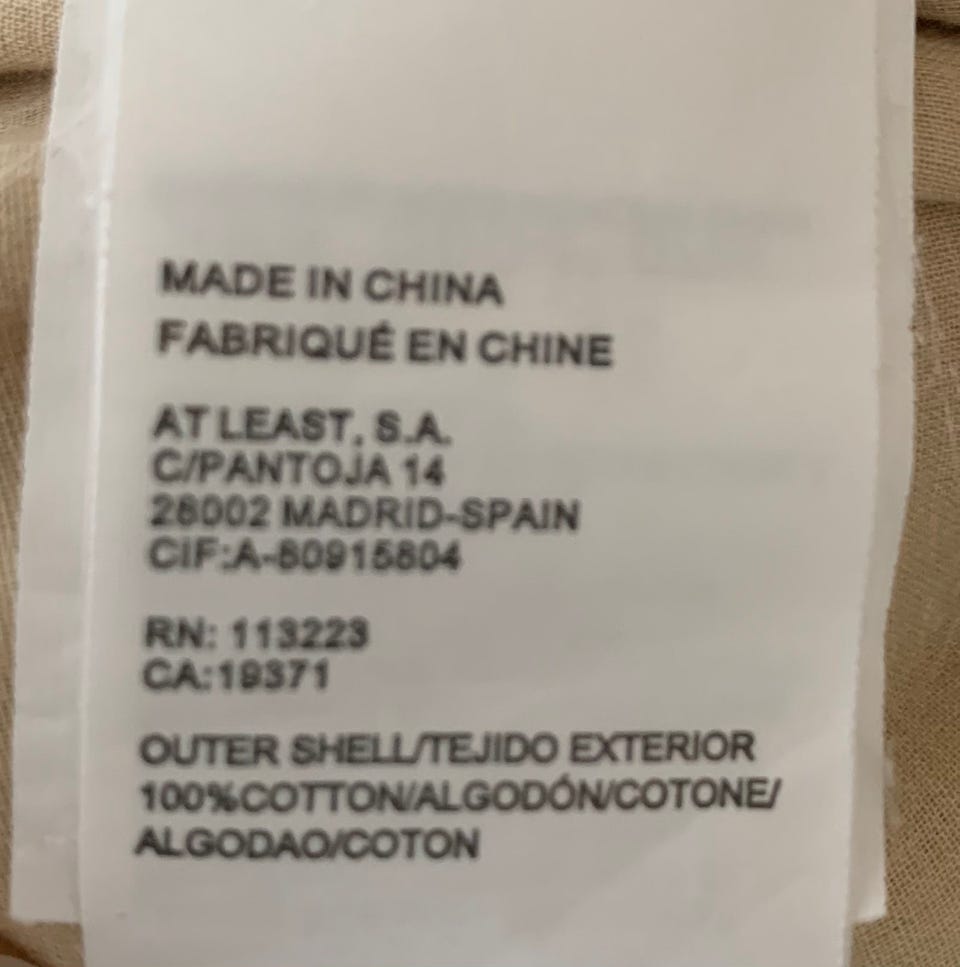 MADE IN CHINA
FABRIQUÉ EN CHINE
AT LEAST, S.A.
C/PANTOJA 14
28002 MADRID-SPAIN
CIF:A-80915804
RN: 113223
CA:19371
OUTER SHELL/TEJIDO EXTERIOR
100%COTTON/ALGODÓN/COTONE/
ALGODAO/COTON